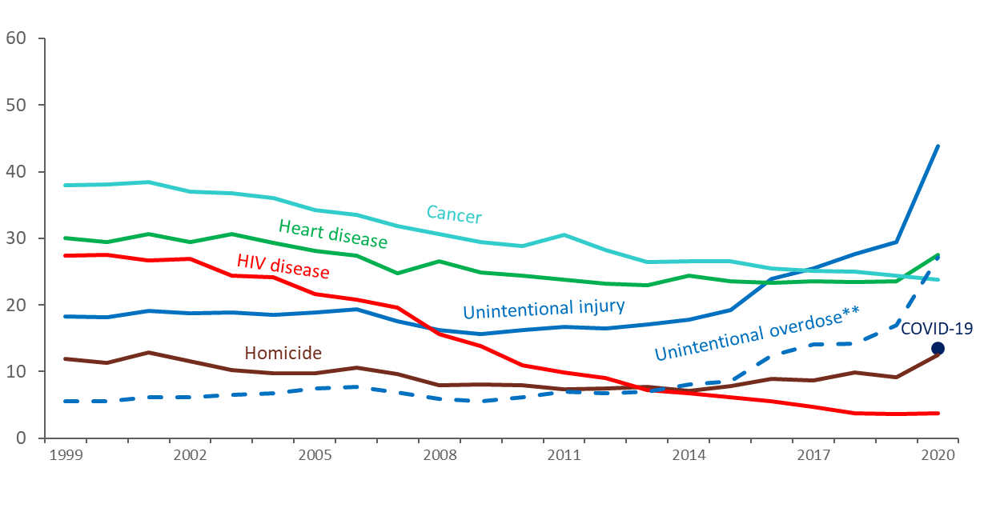 60
50
40
Cancer
Heart disease
30
HIV disease
Unintentional injury
20
Unintentional overdose**
COVID-19
Homicide
10
0
1999 2002 2005 2008 2011 2014 2017 2020